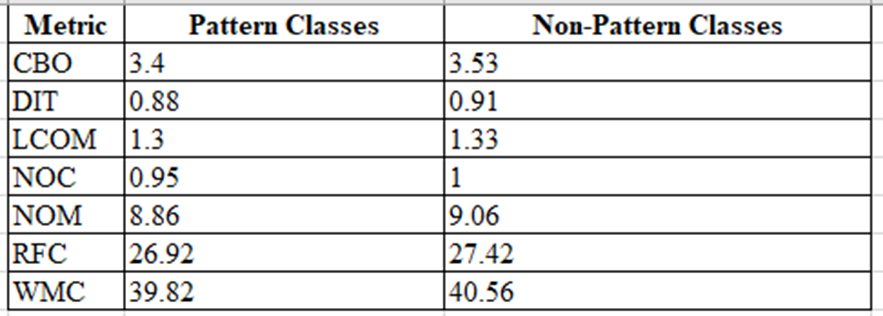 Metric Pattern Classes Non-Pattern Classes
CBO 3.4 3.53
DIT 0.88 0.91
LCOM 1.3 1.33
NOC 0.95 1
NOM 8.86 9.06
RFC 26.92 27.42
WMC 39.82 40.56